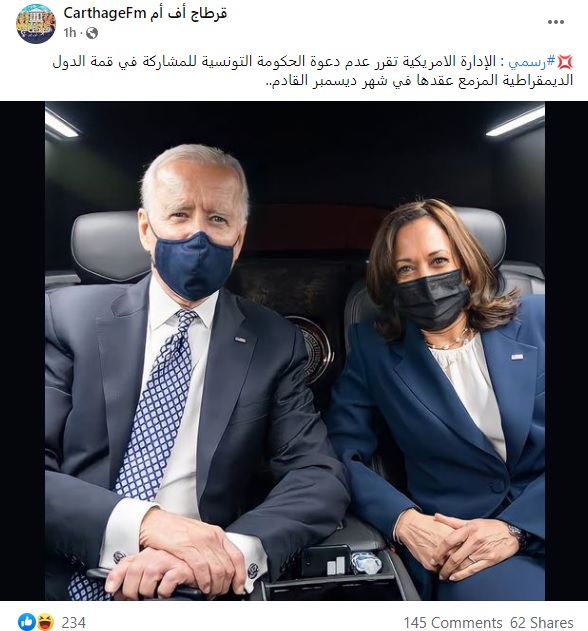 CarthageFm قرطاج أف أم
1h ·
#رسمي : الإدارة الامريكية تقرر عدم دعوة الحكومة التونسية للمشاركة في قمة الدول
الديمقراطية المزمع عقدها في شهر ديسمبر القادم..
234
145 Comments 62 Shares